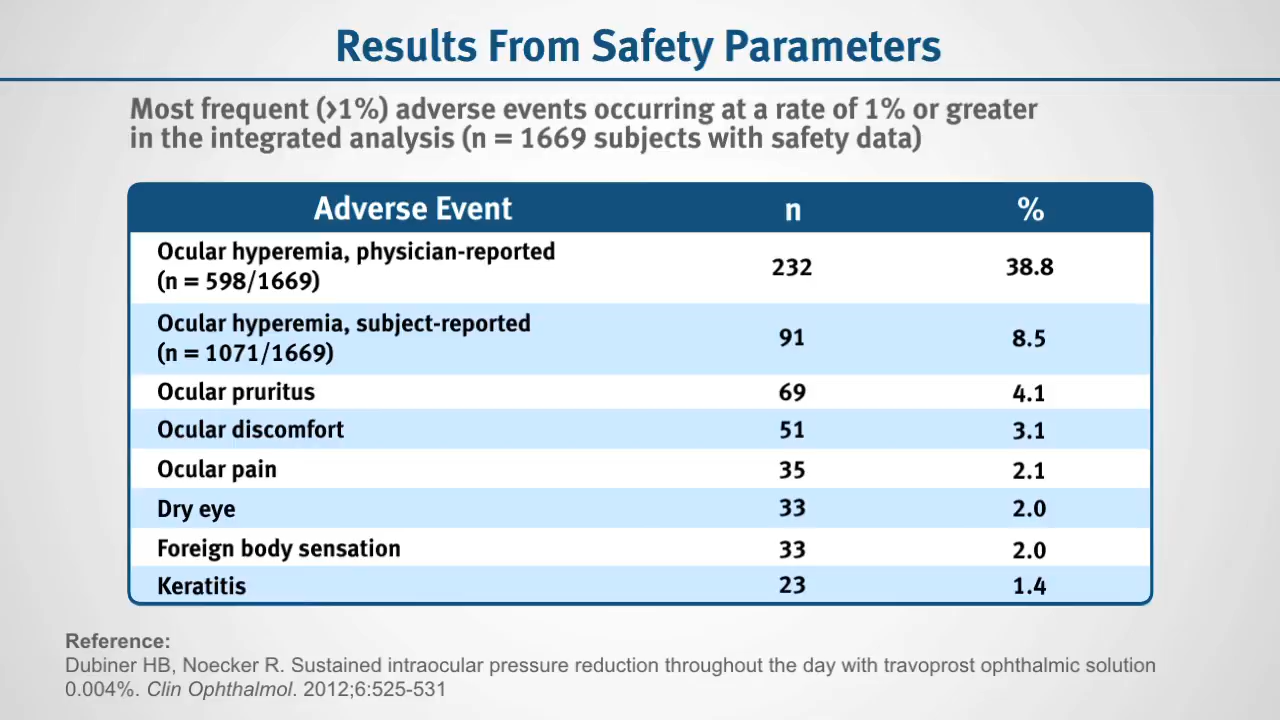 Results From Safety Parameters
Most frequent (>1%) adverse events occurring at a rate of 1% or greater
in the integrated analysis (n = 1669 subjects with safety data)
Adverse Event n %
Ocular hyperemia, physician-reported
(n = 598/1669) 232 38.8
Ocular hyperemia, subject-reported
(n = 1071/1669) 91 8.5
Ocular pruritus 69 4.1
Ocular discomfort 51 3.1
Ocular pain 35 2.1
Dry eye 33 2.0
Foreign body sensation 33 2.0
Keratitis 23 1.4
Reference:
Dubiner HB, Noecker R. Sustained intraocular pressure reduction throughout the day with travoprost ophthalmic solution
0.004%. Clin Ophthalmol. 2012;6:525-531